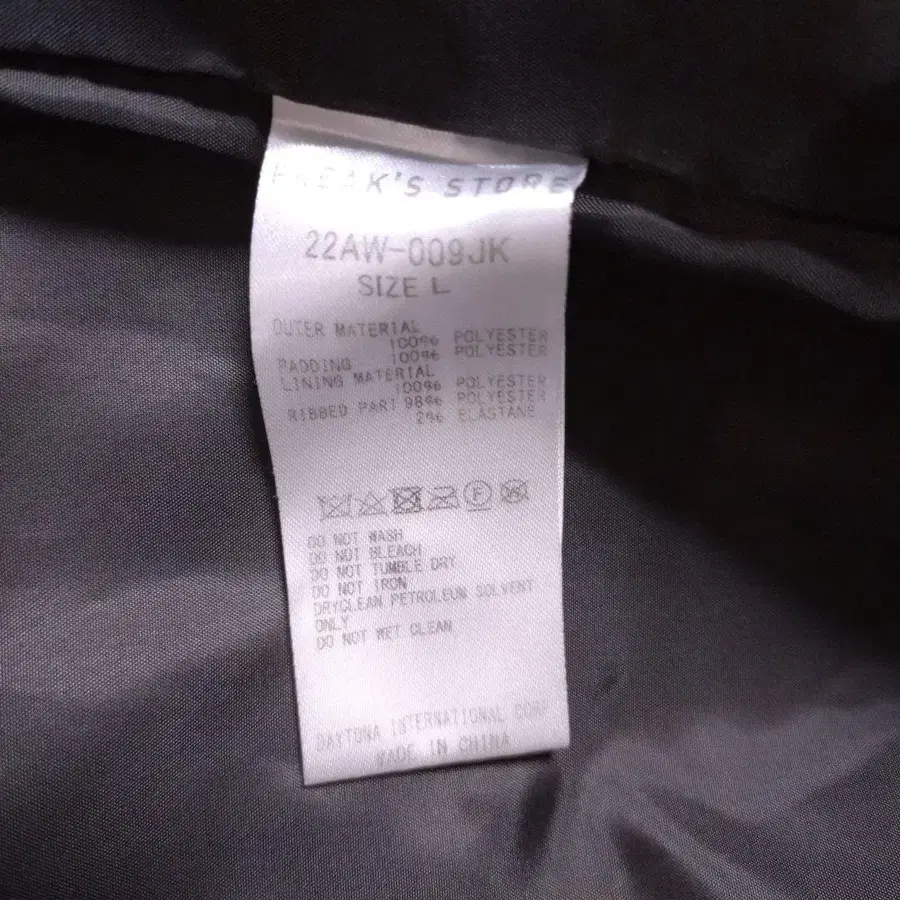 FREAK'S STORE
22AW-009JK
SIZE L
OUTER MATERIAL
100% POLYESTER
PADDING 100% POLYESTER
LINING MATERIAL
100% POLYESTER
RIBBED PART 98% POLYESTER
2% ELASTANE
F W
DO NOT WASH
DO NOT BLEACH
DO NOT TUMBLE DRY
DO NOT IRON
DRYCLEAN PETROLEUM SOLVENT
ONLY
DO NOT WET CLEAN
DAYTONA INTERNATIONAL CORP
MADE IN CHINA